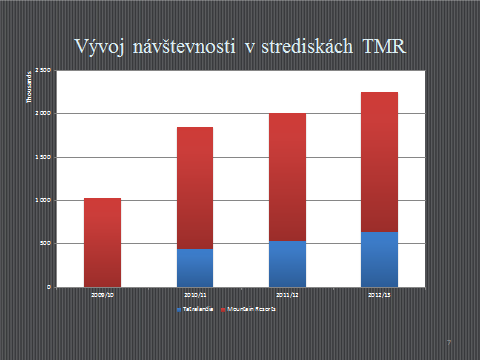 Vývoj návštevnosti v strediskách TMR
Thousands
2 500
2 000
1 500
1 000
500
0
2009/10 2010/11 2011/12 2012/13
Tatralandia Mountain Resorts
7